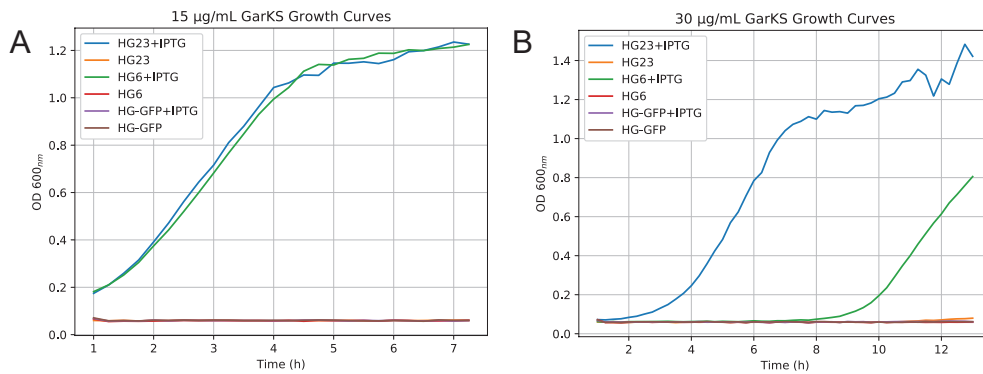 A
15 µg/mL GarKS Growth Curves
HG23+IPTG
HG23
HG6+IPTG
HG6
HG-GFP+IPTG
HG-GFP
OD 600nm
1.2
1.0
0.8
0.6
0.4
0.2
0.0
1 2 3 4 5 6 7
Time (h)
B
30 µg/mL GarKS Growth Curves
HG23+IPTG
HG23
HG6+IPTG
HG6
HG-GFP+IPTG
HG-GFP
OD 600nm
1.4
1.2
1.0
0.8
0.6
0.4
0.2
0.0
2 4 6 8 10 12
Time (h)